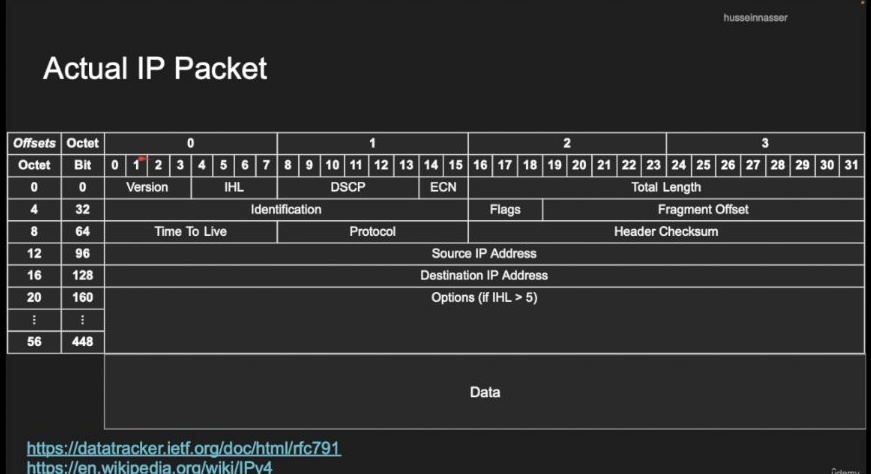 husseinnasser
Actual IP Packet
Offsets Octet 0 1 2 3
Octet Bit 0 1 2 3 4 5 6 7 8 9 10 11 12 13 14 15 16 17 18 19 20 21 22 23 24 25 26 27 28 29 30 31
0 0 Version IHL DSCP ECN Total Length
4 32 Identification Flags Fragment Offset
8 64 Time To Live Protocol Header Checksum
12 96 Source IP Address
16 128 Destination IP Address
20 160 Options (if IHL > 5)
⋮ ⋮
56 448
Data
https://datatracker.ietf.org/doc/html/rfc791
https://en.wikipedia.org/wiki/IPv4
ûdemy